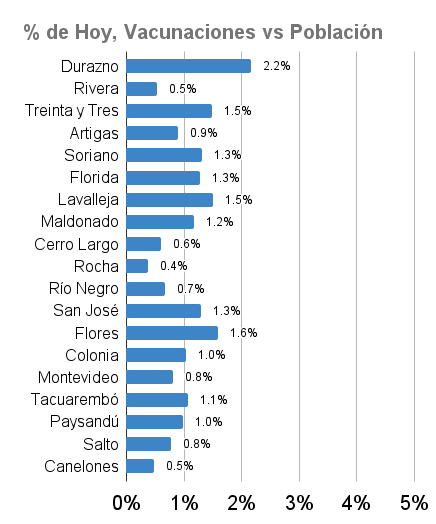 % de Hoy, Vacunaciones vs Población
Durazno 2.2%
Rivera 0.5%
Treinta y Tres 1.5%
Artigas 0.9%
Soriano 1.3%
Florida 1.3%
Lavalleja 1.5%
Maldonado 1.2%
Cerro Largo 0.6%
Rocha 0.4%
Río Negro 0.7%
San José 1.3%
Flores 1.6%
Colonia 1.0%
Montevideo 0.8%
Tacuarembó 1.1%
Paysandú 1.0%
Salto 0.8%
Canelones 0.5%
0% 1% 2% 3% 4% 5%